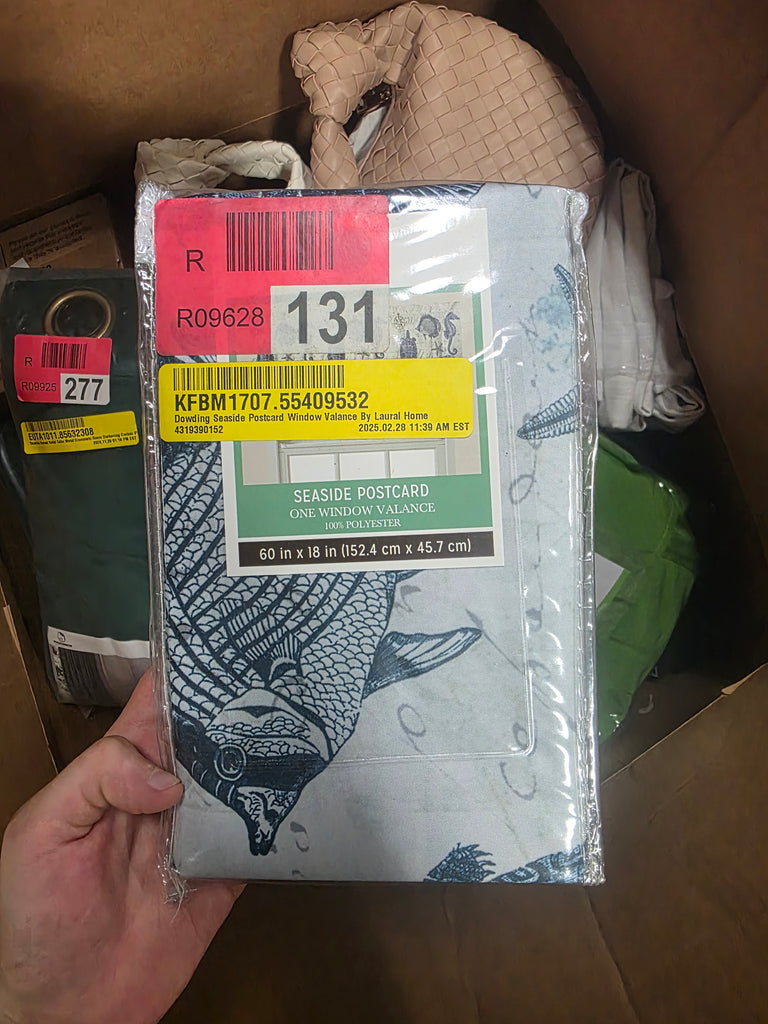 R
R09628
131
KFBM1707.55409532
Dowding Seaside Postcard Window Valance By Laural Home
4319390152
2025.02.28 11:39 AM EST
SEASIDE POSTCARD
ONE WINDOW VALANCE
100% POLYESTER
60 in x 18 in (152.4 cm x 45.7 cm)
R
R09925
277
EUTA1011.85632308